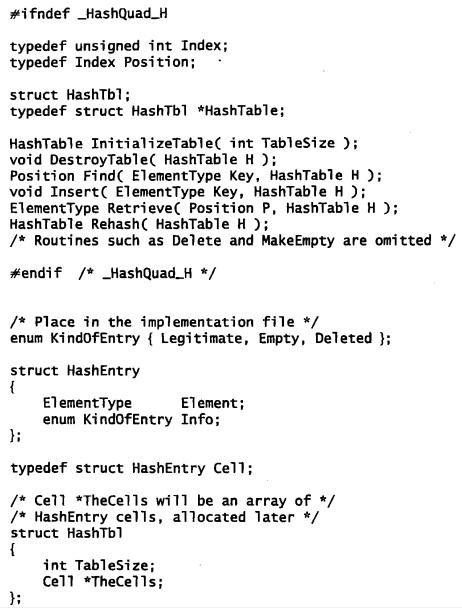 #ifndef _HashQuad_H
typedef unsigned int Index;
typedef Index Position;
struct HashTbl;
typedef struct HashTbl *HashTable;
HashTable InitializeTable( int TableSize );
void DestroyTable( HashTable H );
Position Find( ElementType Key, HashTable H );
void Insert( ElementType Key, HashTable H );
ElementType Retrieve( Position P, HashTable H );
HashTable Rehash( HashTable H );
/* Routines such as Delete and MakeEmpty are omitted */
#endif  /* _HashQuad_H */
/* Place in the implementation file */
enum KindOfEntry { Legitimate, Empty, Deleted };
struct HashEntry
{
    ElementType      Element;
    enum KindOfEntry Info;
};
typedef struct HashEntry Cell;
/* Cell *TheCells will be an array of */
/* HashEntry cells, allocated later */
struct HashTbl
{
    int TableSize;
    Cell *TheCells;
};